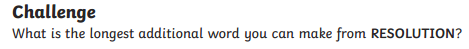 Challenge
What is the longest additional word you can make from RESOLUTION?